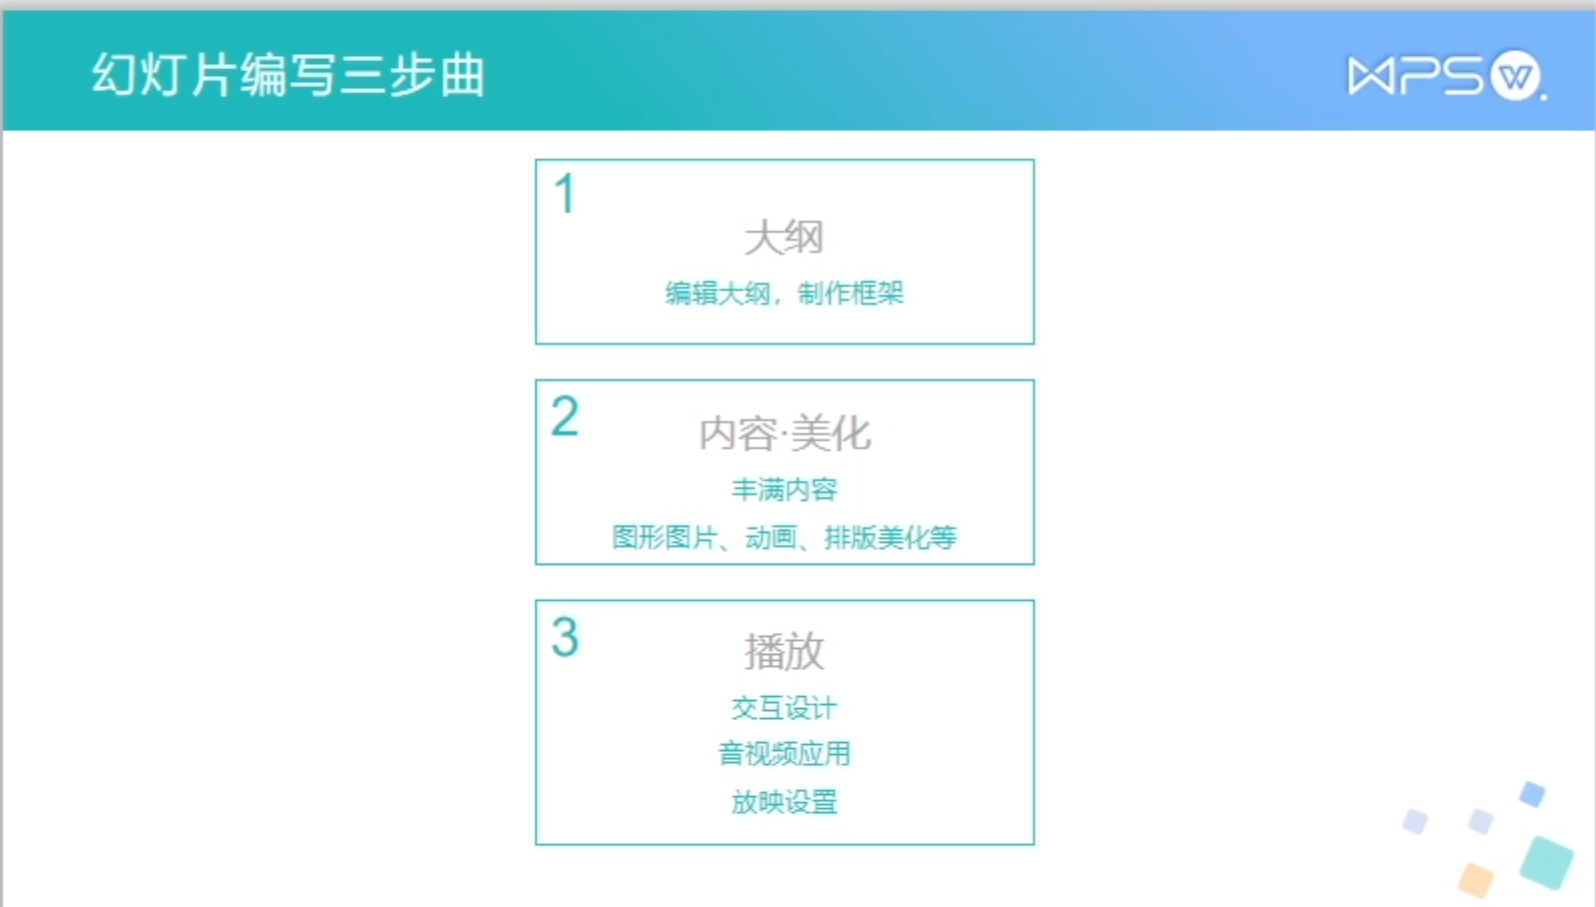 幻灯片编写三步曲
WPS
1
大纲
编辑大纲，制作框架
2
内容·美化
丰满内容
图形图片、动画、排版美化等
3
播放
交互设计
音视频应用
放映设置